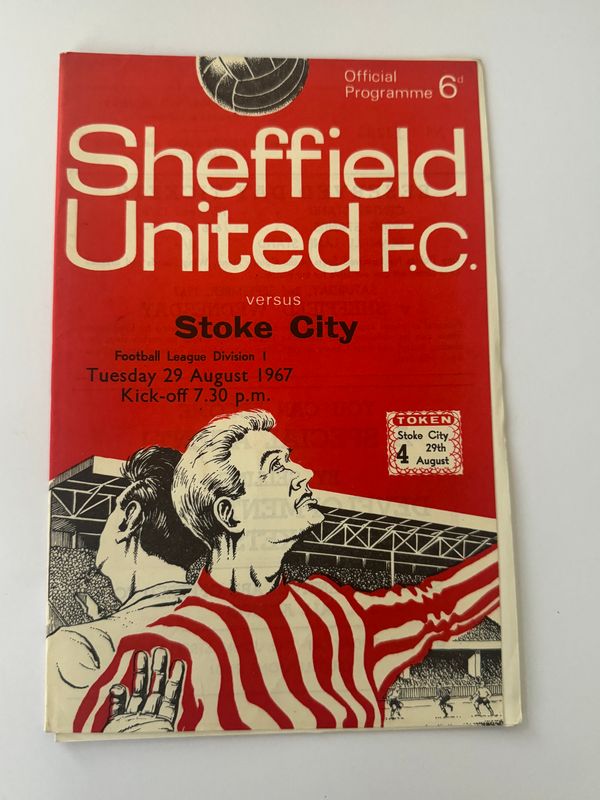 Official
Programme 6d
Sheffield
United F.C.
versus
Stoke City
Football League Division 1
Tuesday 29 August 1967
Kick-off 7.30 p.m.
TOKEN
Stoke City
4 29th
August